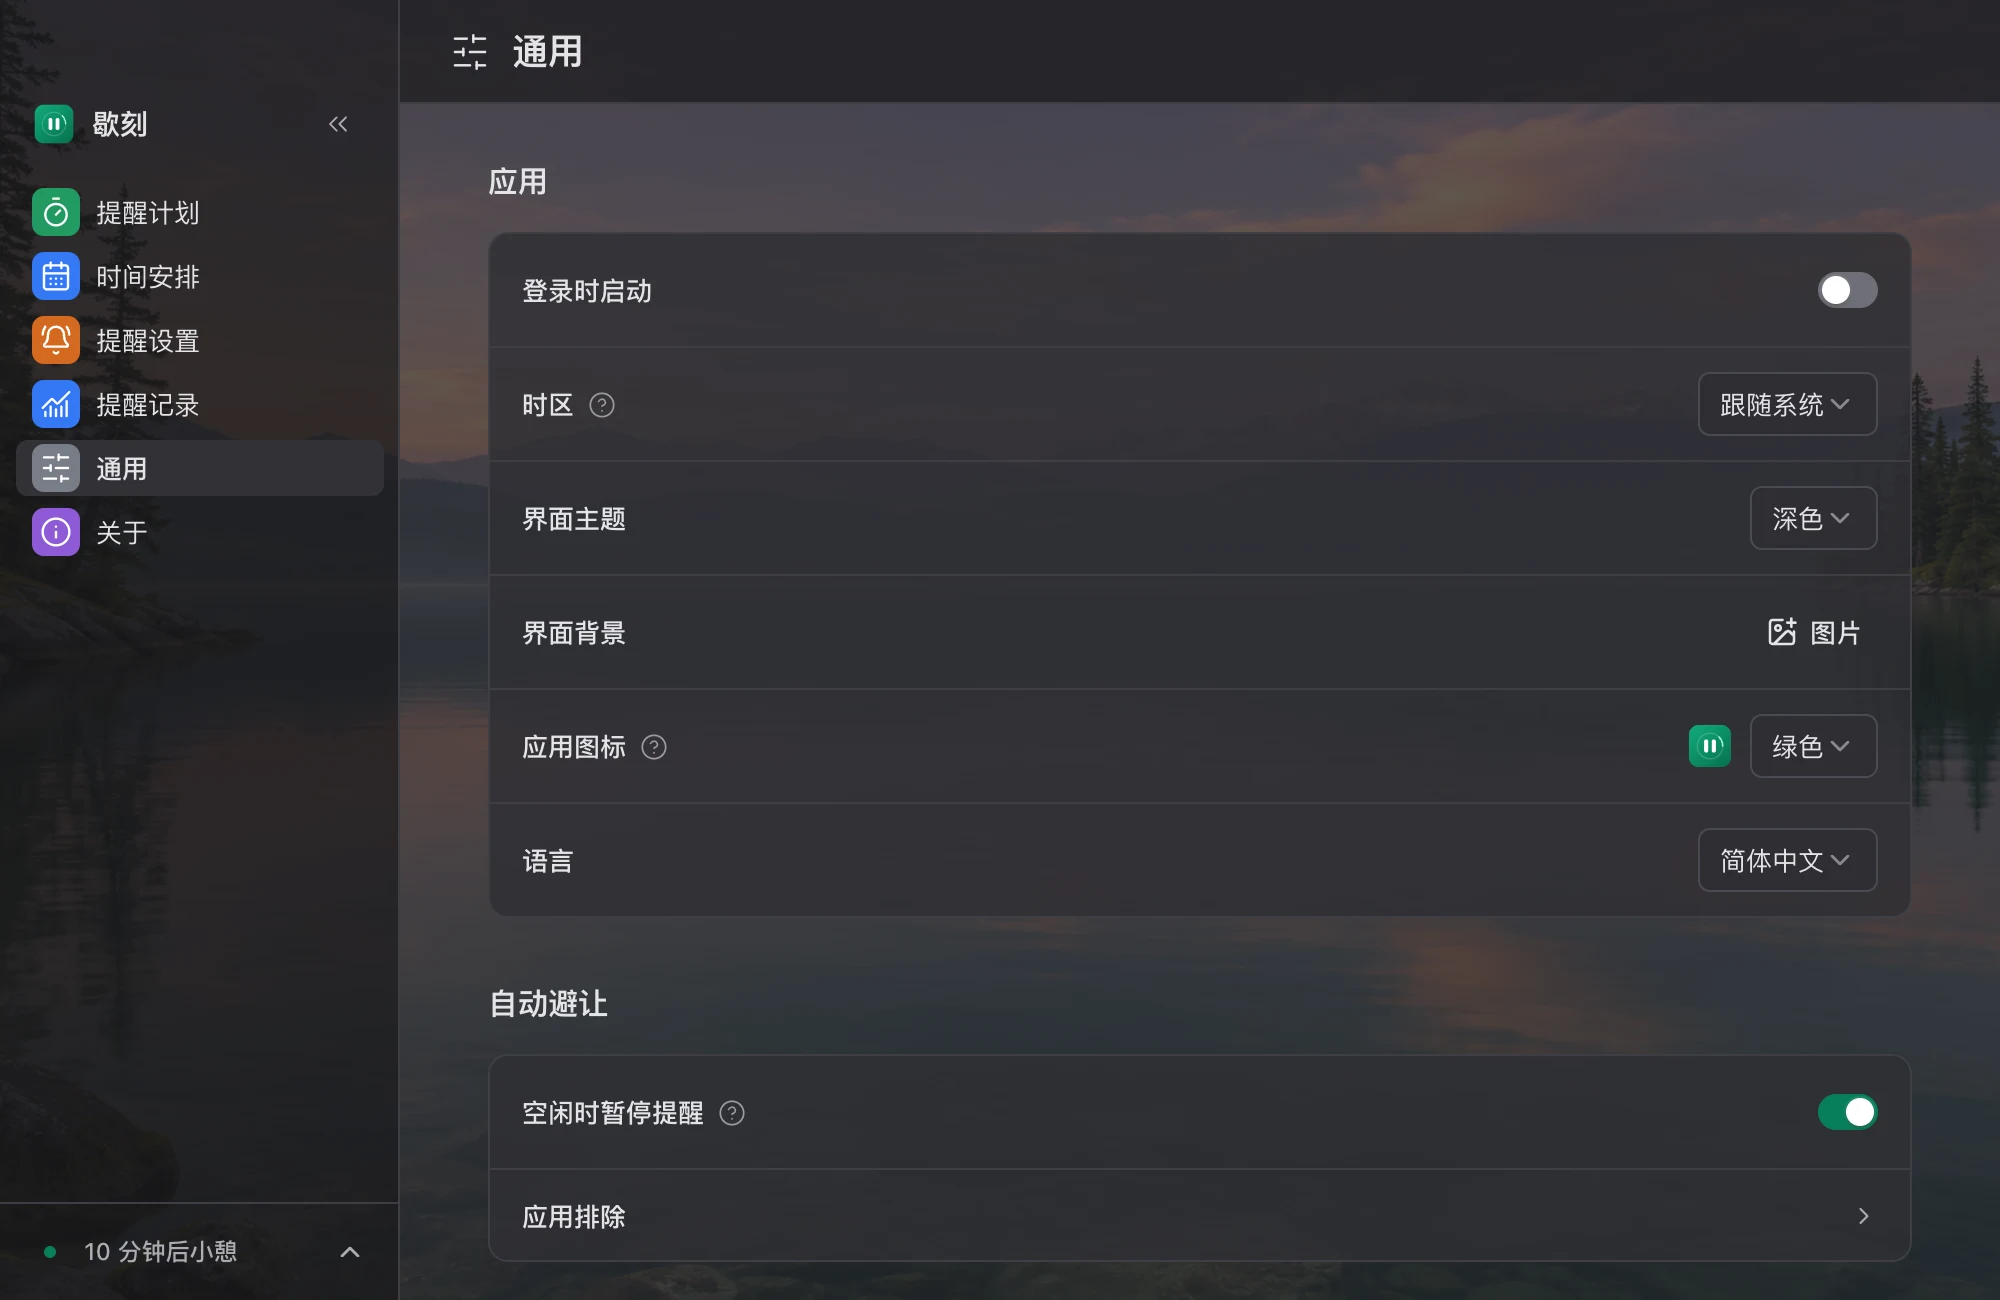 歇刻
提醒计划
时间安排
提醒设置
提醒记录
通用
关于
10 分钟后小憩
通用
应用
登录时启动
时区
跟随系统
界面主题
深色
界面背景
图片
应用图标
绿色
语言
简体中文
自动避让
空闲时暂停提醒
应用排除